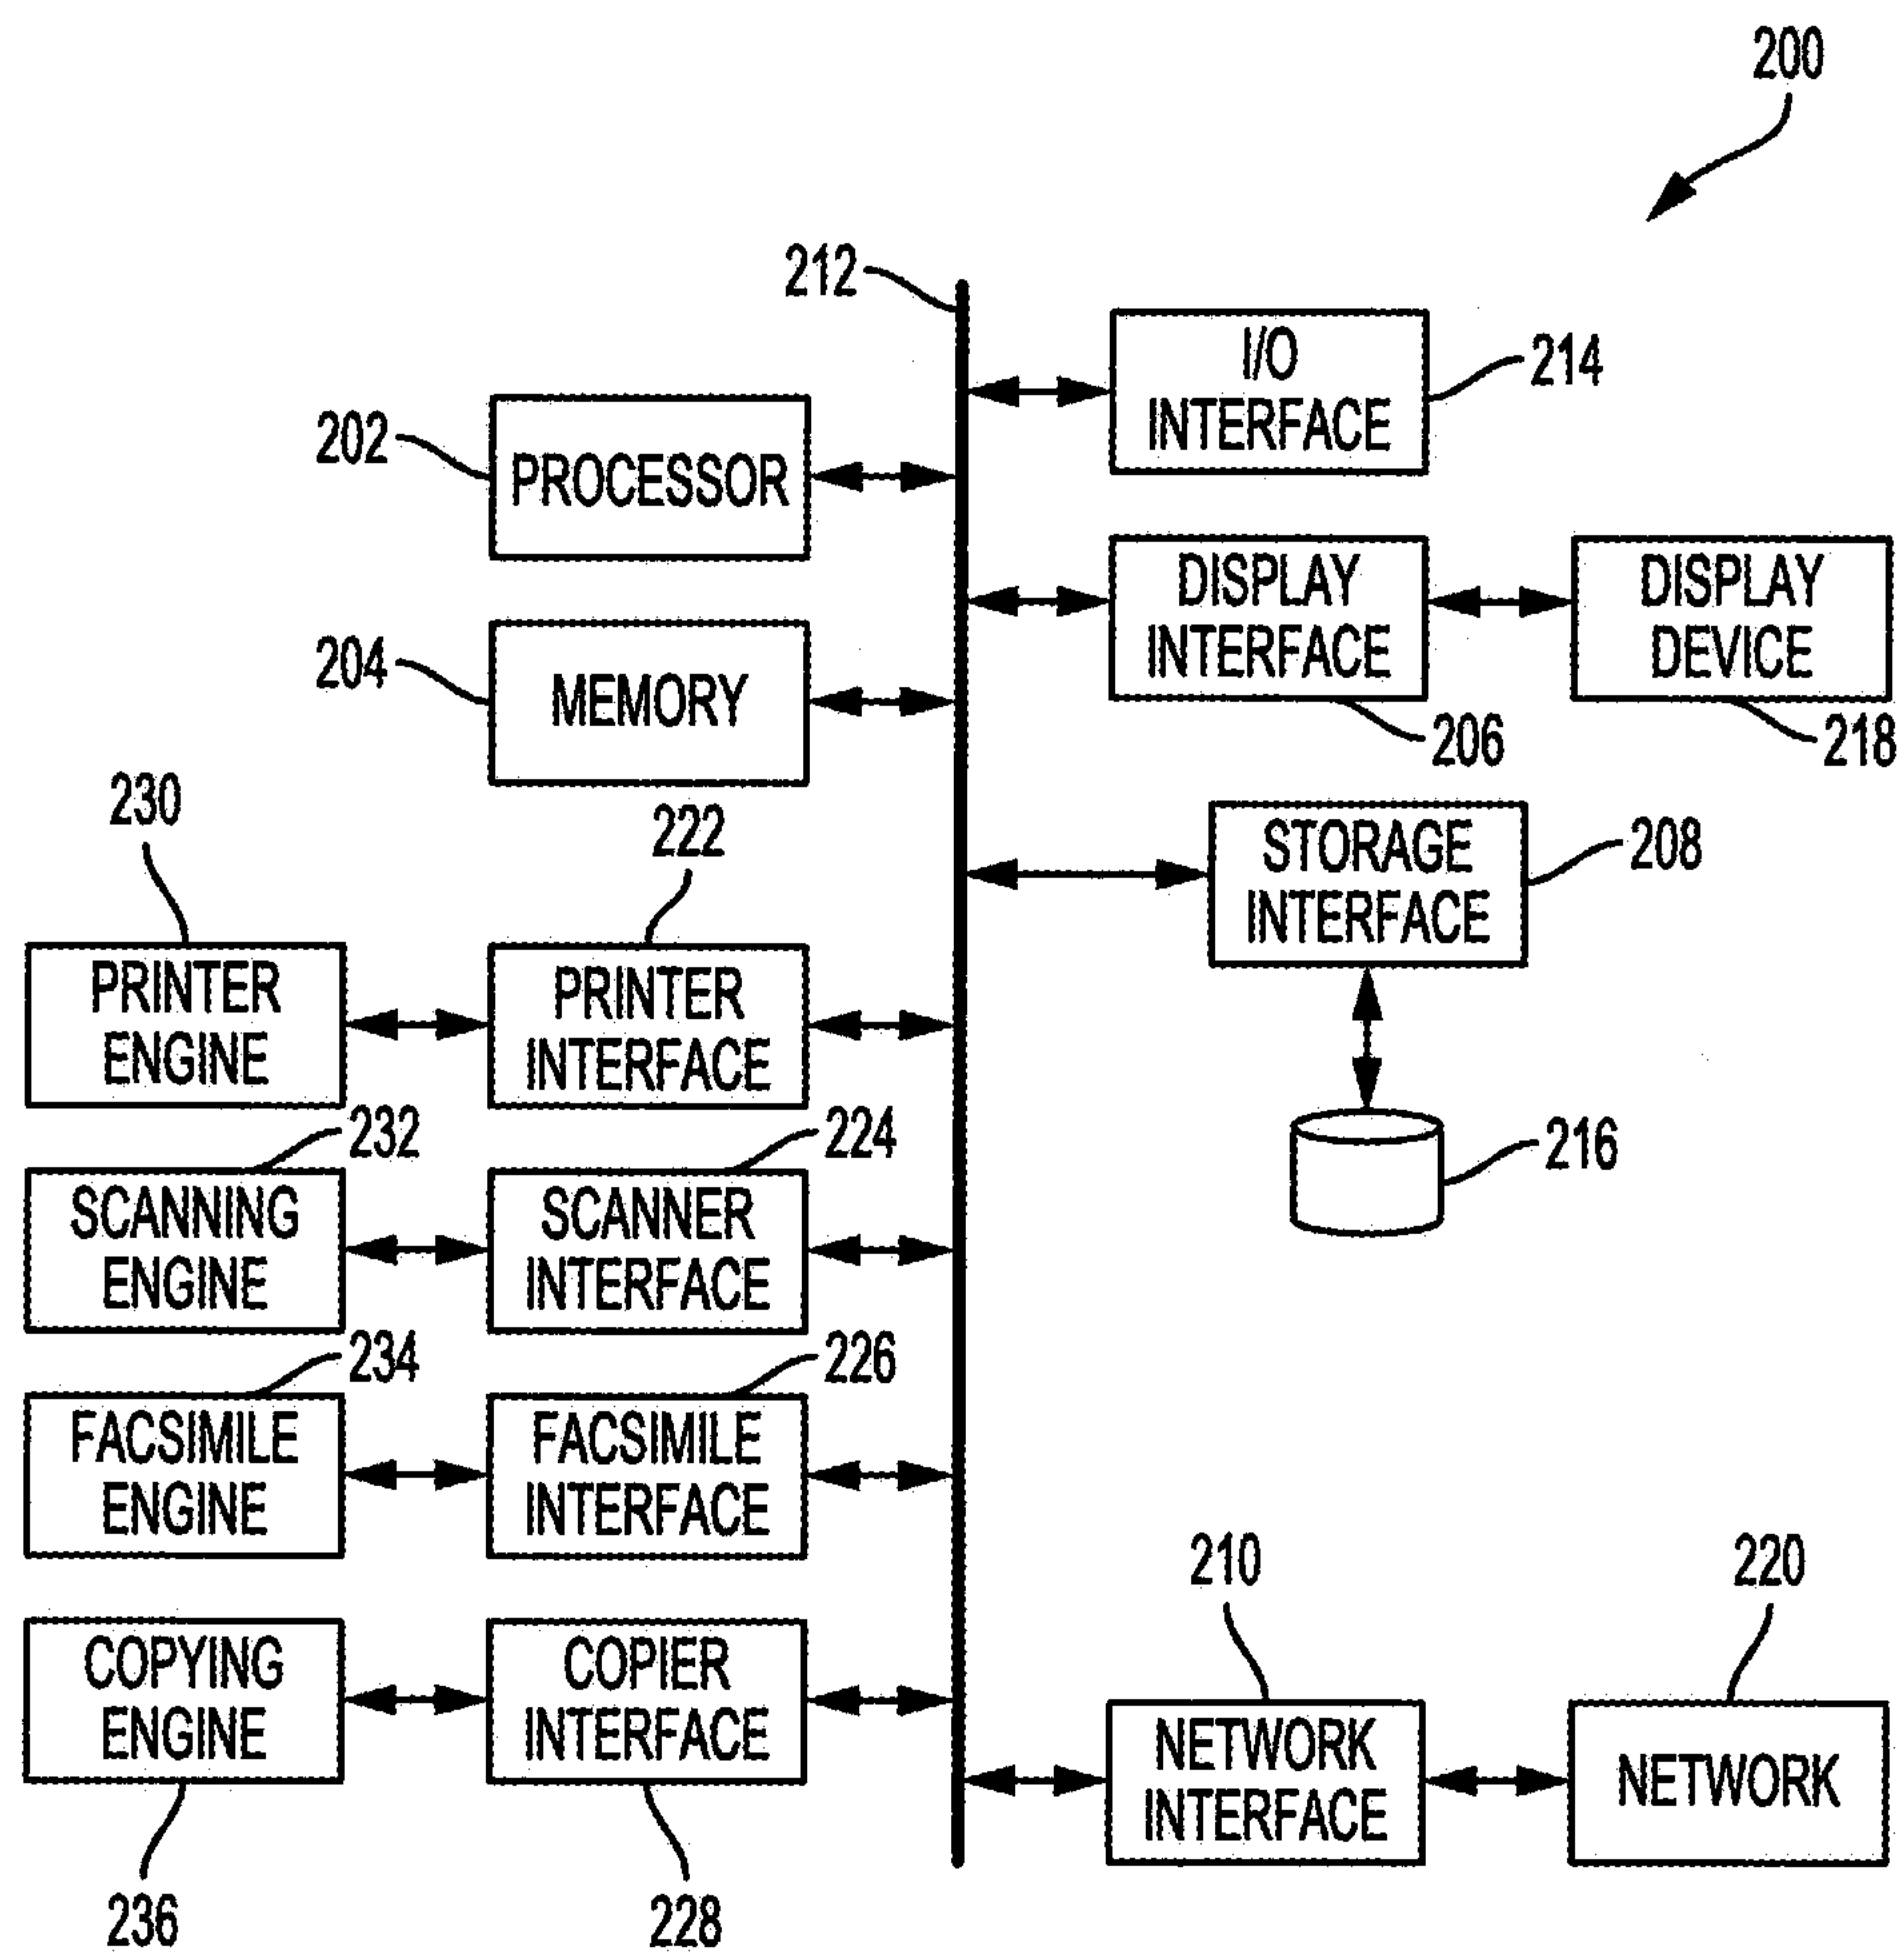 200
212
I/O
INTERFACE
214
202
PROCESSOR
DISPLAY
INTERFACE
206
DISPLAY
DEVICE
218
204
MEMORY
230
222
STORAGE
INTERFACE
208
PRINTER
ENGINE
PRINTER
INTERFACE
232
224
216
SCANNING
ENGINE
SCANNER
INTERFACE
234
226
FACSIMILE
ENGINE
FACSIMILE
INTERFACE
210
220
COPYING
ENGINE
COPIER
INTERFACE
NETWORK
INTERFACE
NETWORK
236
228